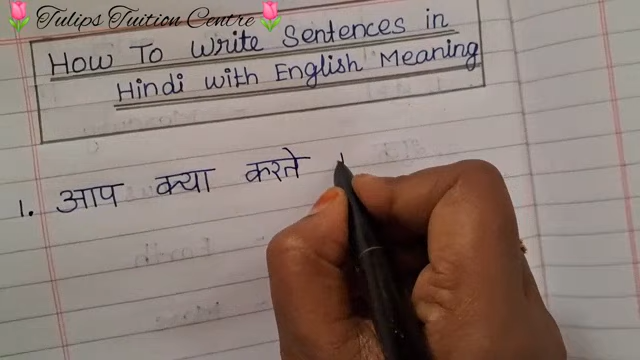 Tulips Tuition Centre
How To Write Sentences in
Hindi with English Meaning
1. आप क्या करते